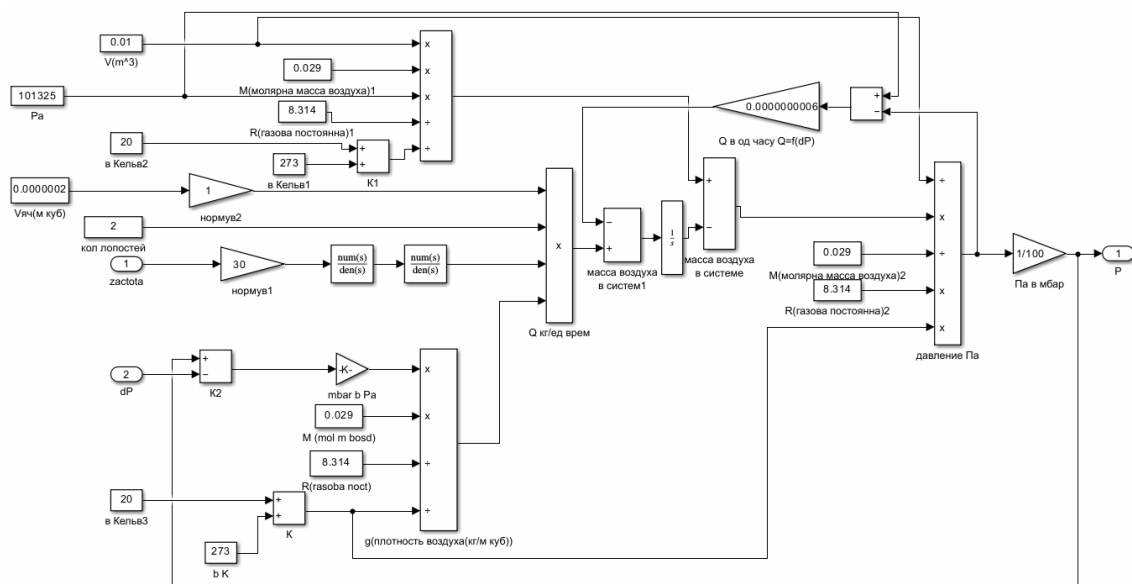 0.01
V(m^3)
0.029
M(молярна масса воздуха)1
101325
Pa
8.314
R(газова постоянна)1
20
в Кельв2
273
в Кельв1
+
+
К1
x
x
x
÷
÷
0.0000000006
Q в од часу Q=f(dP)
+
−
0.0000002
Vяч(м куб)
1
нормув2
2
кол лопостей
1
zactota
30
нормув1
num(s)
den(s)
num(s)
den(s)
x
Q кг/ед врем
−
+
масса воздуха
в систем1
1
s
+
−
масса воздуха
в системе
÷
x
÷
x
x
давление Па
0.029
M(молярна масса воздуха)2
8.314
R(газова постоянна)2
1/100
Па в мбар
1
P
2
dP
+
−
К2
-K-
mbar b Pa
0.029
M (mol m bosd)
8.314
R(rasoba noct)
20
в Кельв3
273
b K
+
+
К
x
x
÷
÷
g(плотность воздуха(кг/м куб))